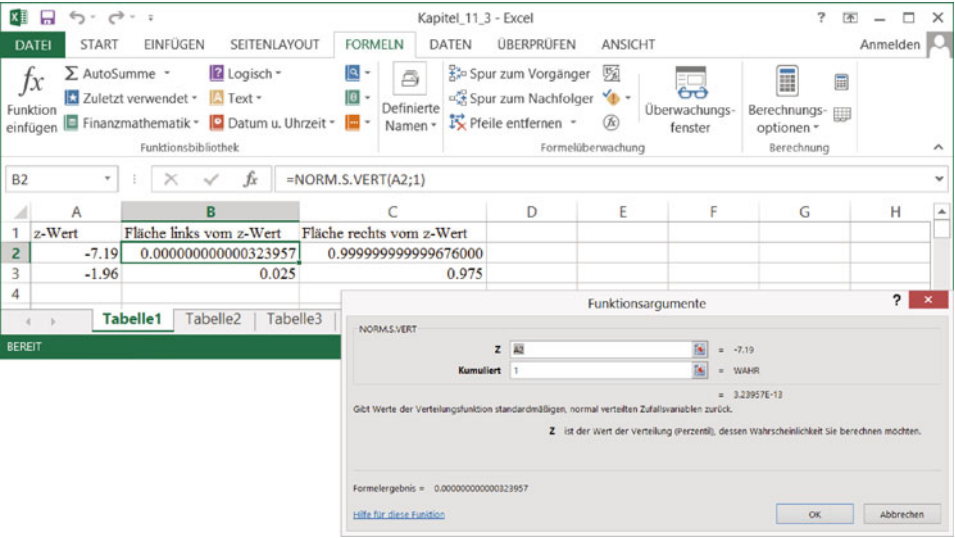 Kapitel_11_3 - Excel
?
DATEI START EINFÜGEN SEITENLAYOUT FORMELN DATEN ÜBERPRÜFEN ANSICHT Anmelden
fx
Funktion einfügen
Σ AutoSumme
Zuletzt verwendet
Finanzmathematik
Logisch
Text
Datum u. Uhrzeit
Funktionsbibliothek
Definierte Namen
Spur zum Vorgänger
Spur zum Nachfolger
Pfeile entfernen
Überwachungs-
fenster
Formelüberwachung
Berechnungs-
optionen
Berechnung
B2 fx =NORM.S.VERT(A2;1)
A B C D E F G H
1 z-Wert Fläche links vom z-Wert Fläche rechts vom z-Wert
2 -7.19 0.000000000000323957 0.999999999999676000
3 -1.96 0.025 0.975
4
Tabelle1 Tabelle2 Tabelle3
BEREIT
Funktionsargumente ?
NORM.S.VERT
Z A2 = -7.19
Kumuliert 1 = WAHR
= 3.23957E-13
Gibt Werte der Verteilungsfunktion standardmäßigen, normal verteilten Zufallsvariablen zurück.
Z ist der Wert der Verteilung (Perzentil), dessen Wahrscheinlichkeit Sie berechnen möchten.
Formelergebnis = 0.000000000000323957
Hilfe für diese Funktion
OK Abbrechen